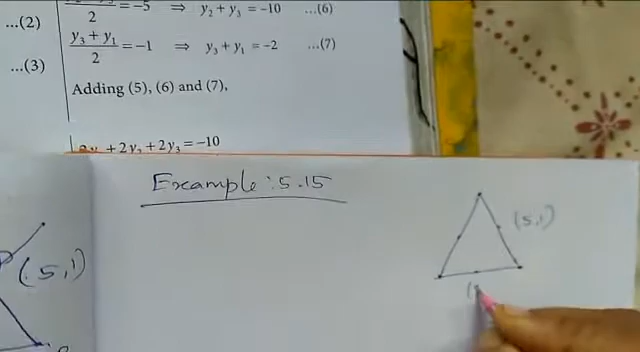 ...(2)
/2 = -5 ⇒ y₂ + y₃ = -10 ...(6)
...(3)
(y₃ + y₁)/2 = -1 ⇒ y₃ + y₁ = -2 ...(7)
Adding (5), (6) and (7),
+ 2y₂ + 2y₃ = -10
Example: 5.15
(5,1)
(5,1)